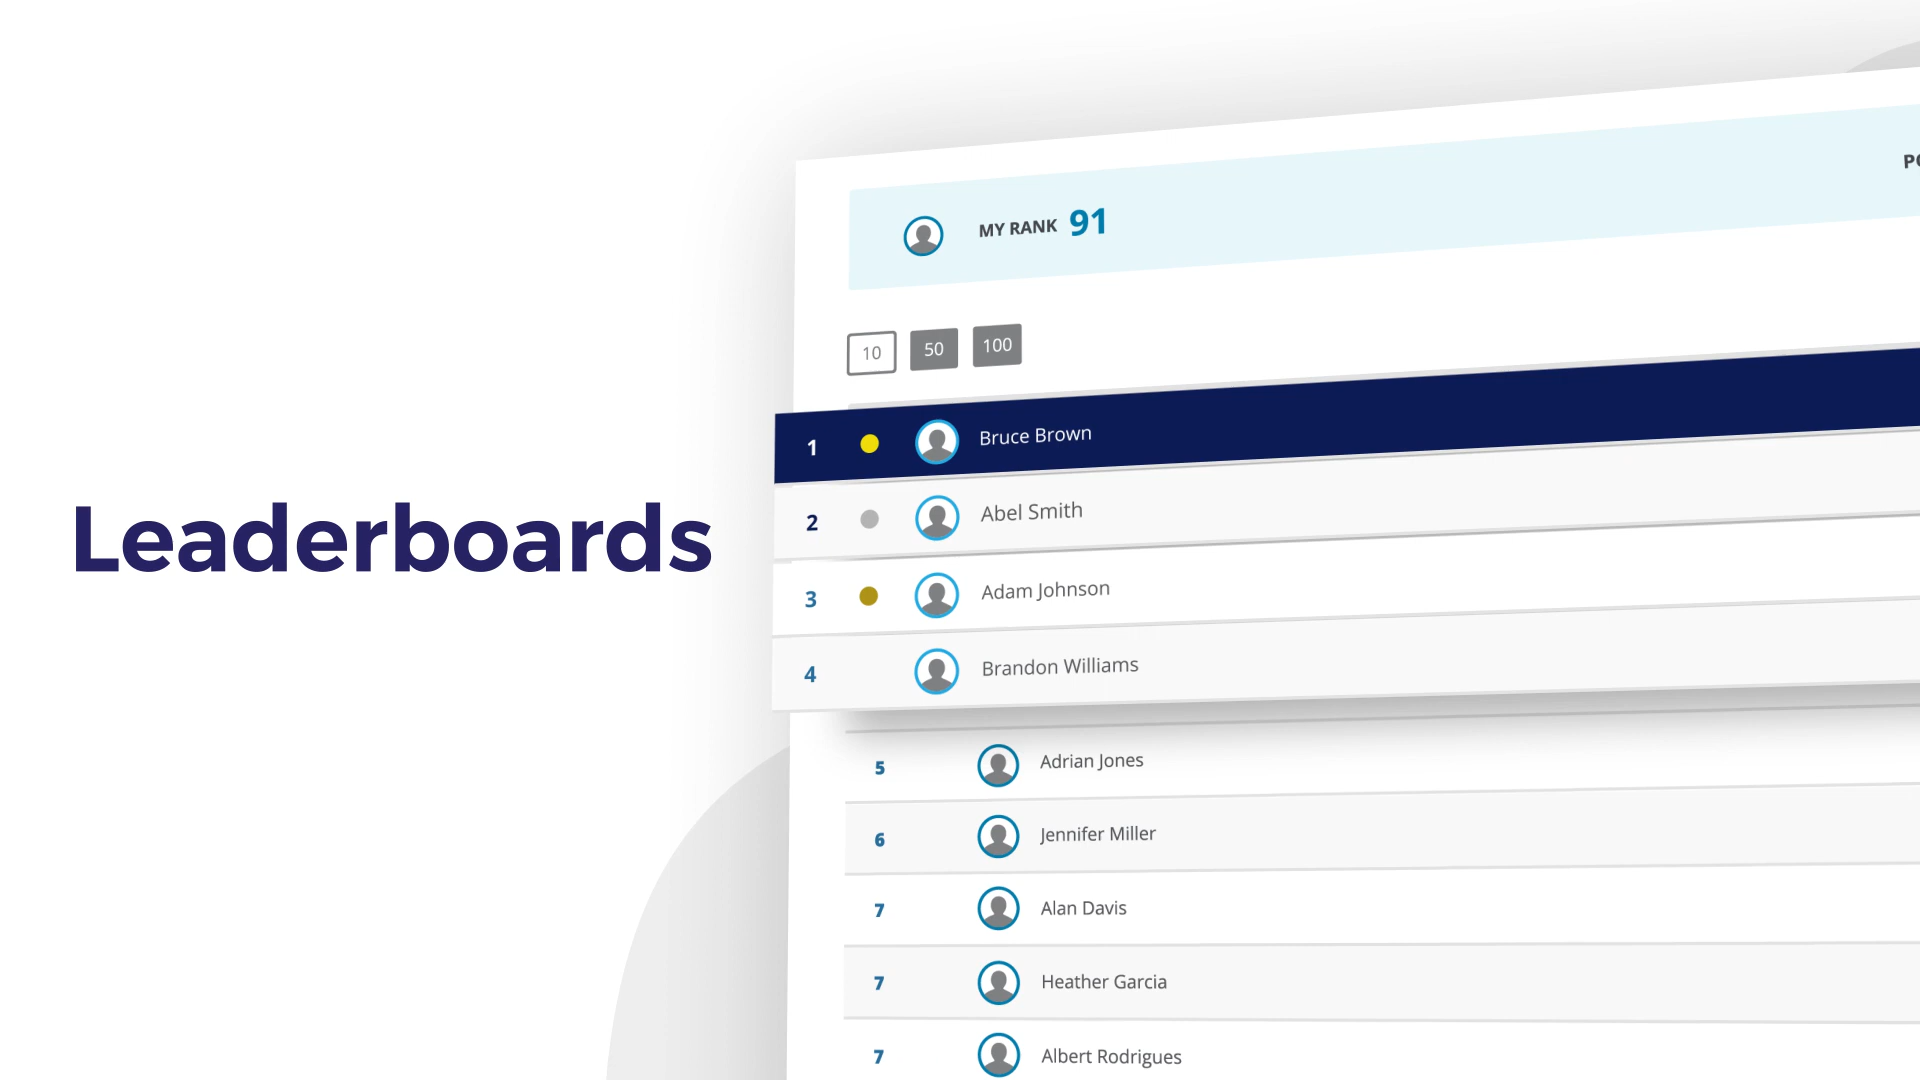 Leaderboards
MY RANK 91
10 50 100
1 Bruce Brown
2 Abel Smith
3 Adam Johnson
4 Brandon Williams
5 Adrian Jones
6 Jennifer Miller
7 Alan Davis
7 Heather Garcia
7 Albert Rodrigues